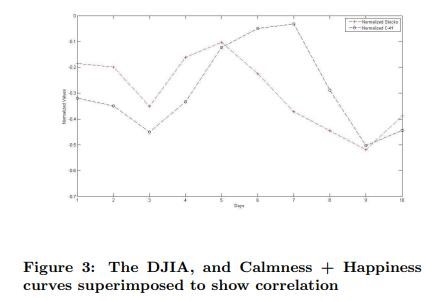 0
-0.1
-0.2
-0.3
-0.4
-0.5
-0.6
-0.7
Normalized Values
1 2 3 4 5 6 7 8 9 10
Days
Normalized Stocks
Normalized C-H
Figure 3: The DJIA, and Calmness + Happiness
curves superimposed to show correlation